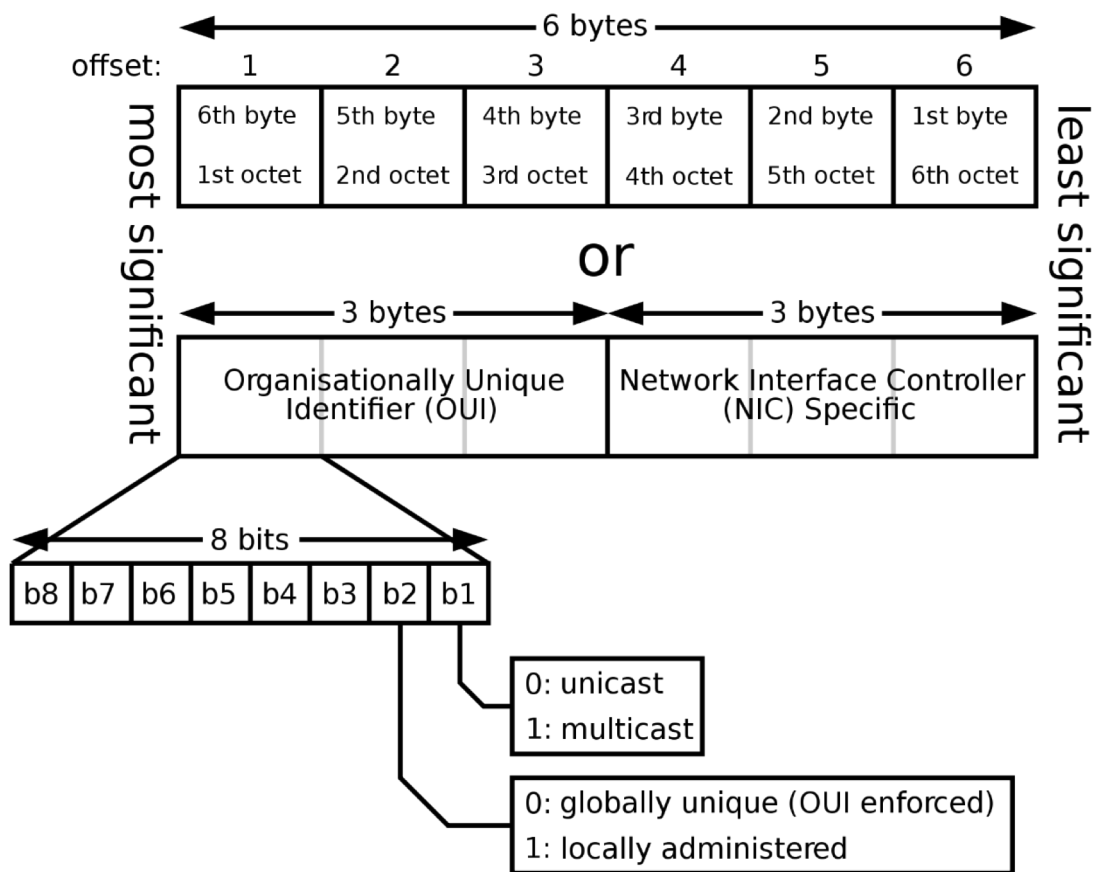 6 bytes
offset: 1 2 3 4 5 6
most significant
6th byte 5th byte 4th byte 3rd byte 2nd byte 1st byte
1st octet 2nd octet 3rd octet 4th octet 5th octet 6th octet
least significant
or
3 bytes 3 bytes
Organisationally Unique
Identifier (OUI)
Network Interface Controller
(NIC) Specific
8 bits
b8 b7 b6 b5 b4 b3 b2 b1
0: unicast
1: multicast
0: globally unique (OUI enforced)
1: locally administered